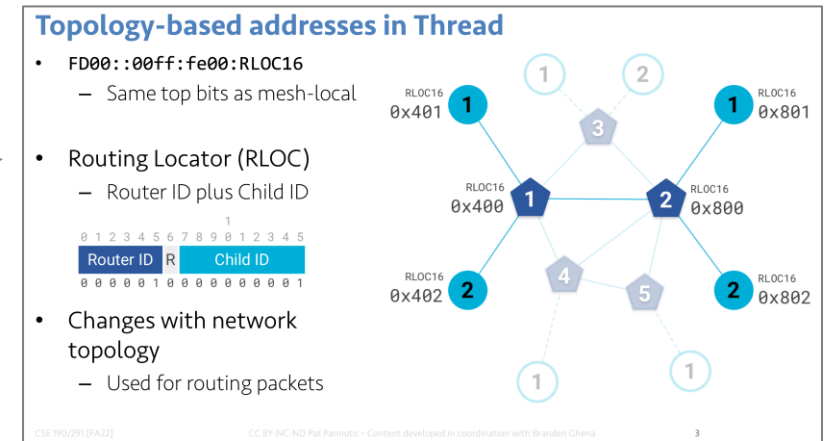 Topology-based addresses in Thread
• FD00::00ff:fe00:RLOC16
– Same top bits as mesh-local
• Routing Locator (RLOC)
– Router ID plus Child ID
1
0 1 2 3 4 5 6 7 8 9 0 1 2 3 4 5
Router ID R Child ID
0 0 0 0 0 1 0 0 0 0 0 0 0 0 0 1
• Changes with network
topology
– Used for routing packets
1 2
RLOC16
0x401 1
1 RLOC16
0x801
3
RLOC16
0x400 1
2 RLOC16
0x800
4
5
RLOC16
0x402 2
2 RLOC16
0x802
1
1
CSE 190/291 [FA22]
CC BY-NC-ND Pat Pannuto – Content developed in coordination with Branden Ghena
3